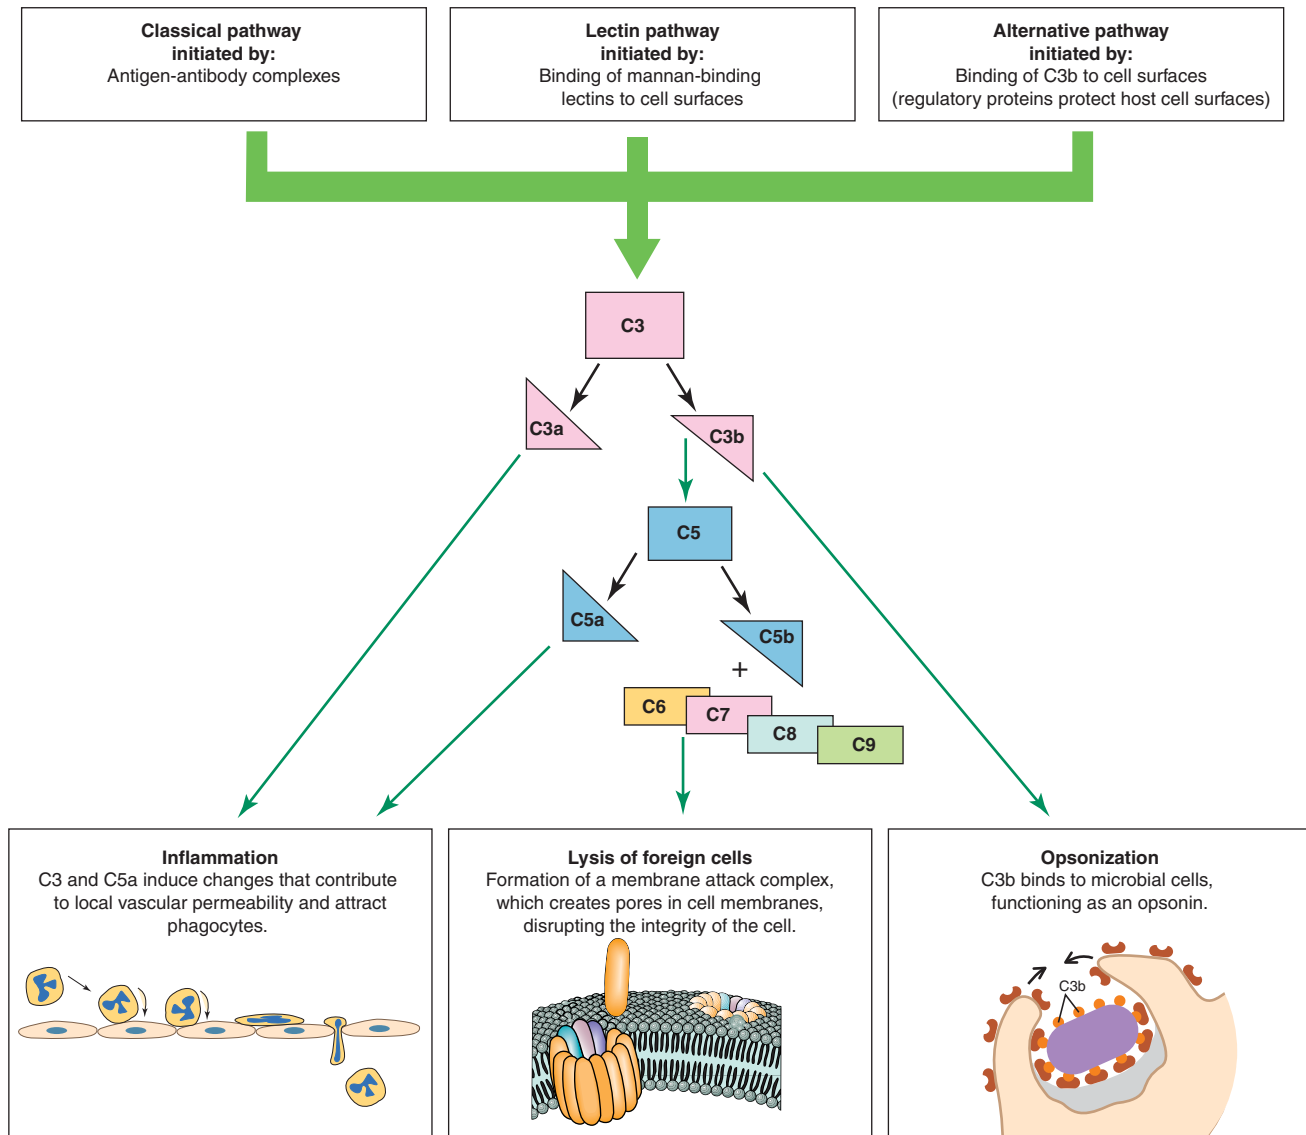 Classical pathway
initiated by:
Antigen-antibody complexes
Lectin pathway
initiated by:
Binding of mannan-binding
lectins to cell surfaces
Alternative pathway
initiated by:
Binding of C3b to cell surfaces
(regulatory proteins protect host cell surfaces)
C3
C3a
C3b
C5
C5a
C5b
+
C6
C7
C8
C9
Inflammation
C3 and C5a induce changes that contribute
to local vascular permeability and attract
phagocytes.
Lysis of foreign cells
Formation of a membrane attack complex,
which creates pores in cell membranes,
disrupting the integrity of the cell.
Opsonization
C3b binds to microbial cells,
functioning as an opsonin.
C3b